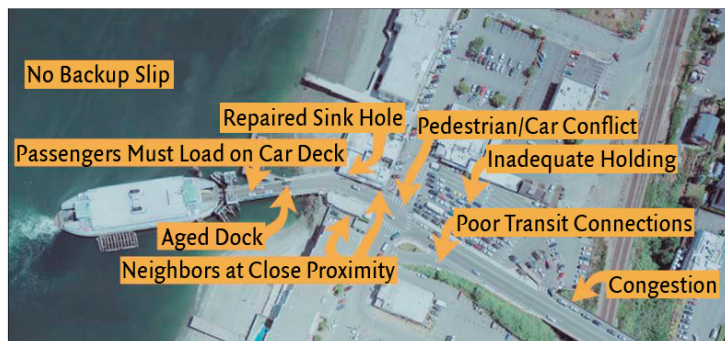 No Backup Slip
Repaired Sink Hole
Pedestrian/Car Conflict
Passengers Must Load on Car Deck
Inadequate Holding
Aged Dock
Poor Transit Connections
Neighbors at Close Proximity
Congestion